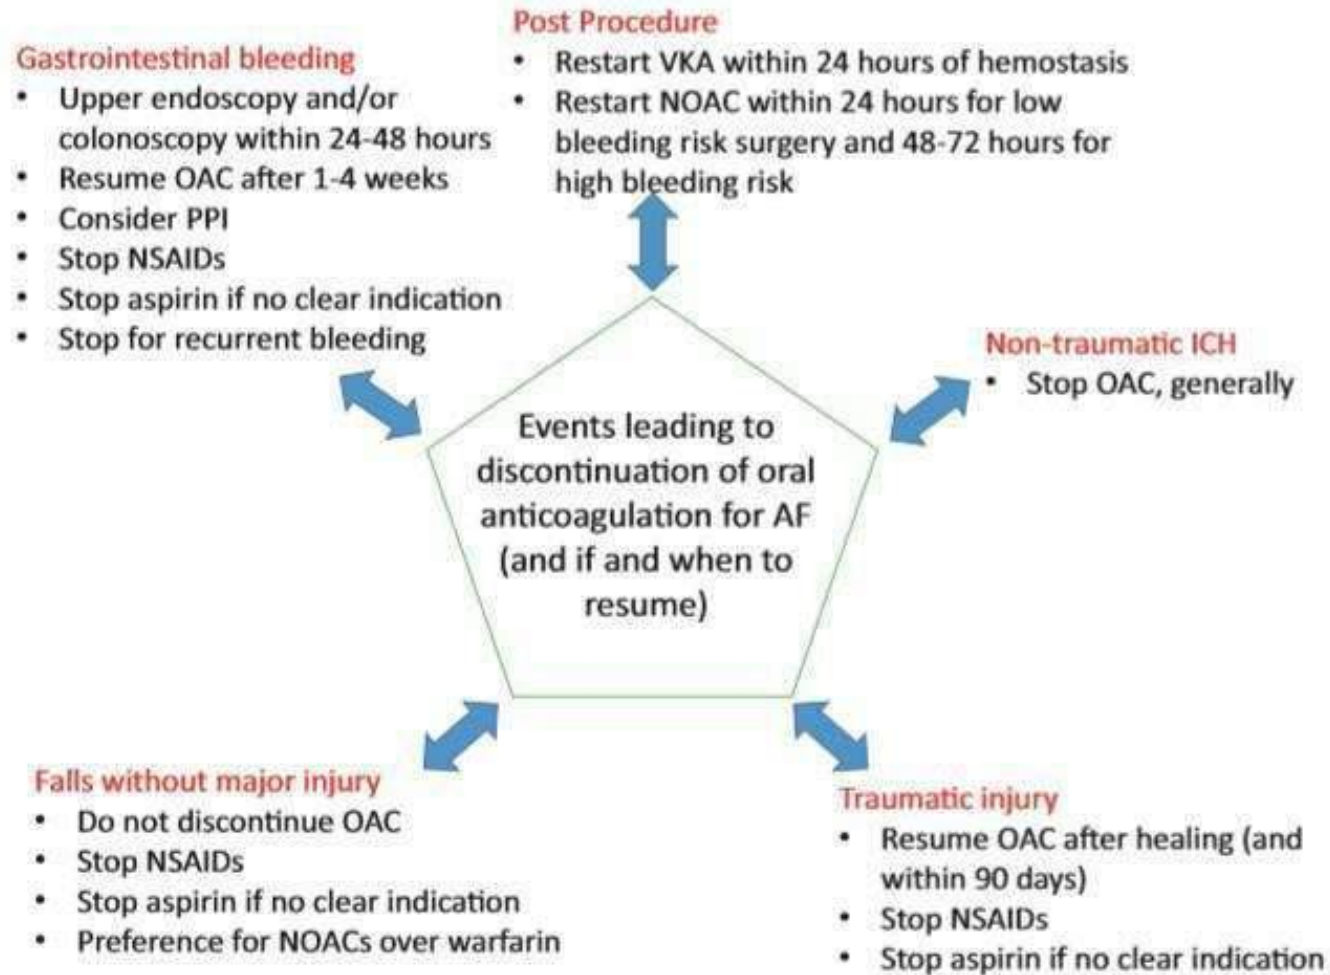 Post Procedure
• Restart VKA within 24 hours of hemostasis
• Restart NOAC within 24 hours for low
bleeding risk surgery and 48-72 hours for
high bleeding risk
Gastrointestinal bleeding
• Upper endoscopy and/or
colonoscopy within 24-48 hours
• Resume OAC after 1-4 weeks
• Consider PPI
• Stop NSAIDs
• Stop aspirin if no clear indication
• Stop for recurrent bleeding
Non-traumatic ICH
• Stop OAC, generally
Events leading to
discontinuation of oral
anticoagulation for AF
(and if and when to
resume)
Falls without major injury
• Do not discontinue OAC
• Stop NSAIDs
• Stop aspirin if no clear indication
• Preference for NOACs over warfarin
Traumatic injury
• Resume OAC after healing (and
within 90 days)
• Stop NSAIDs
• Stop aspirin if no clear indication